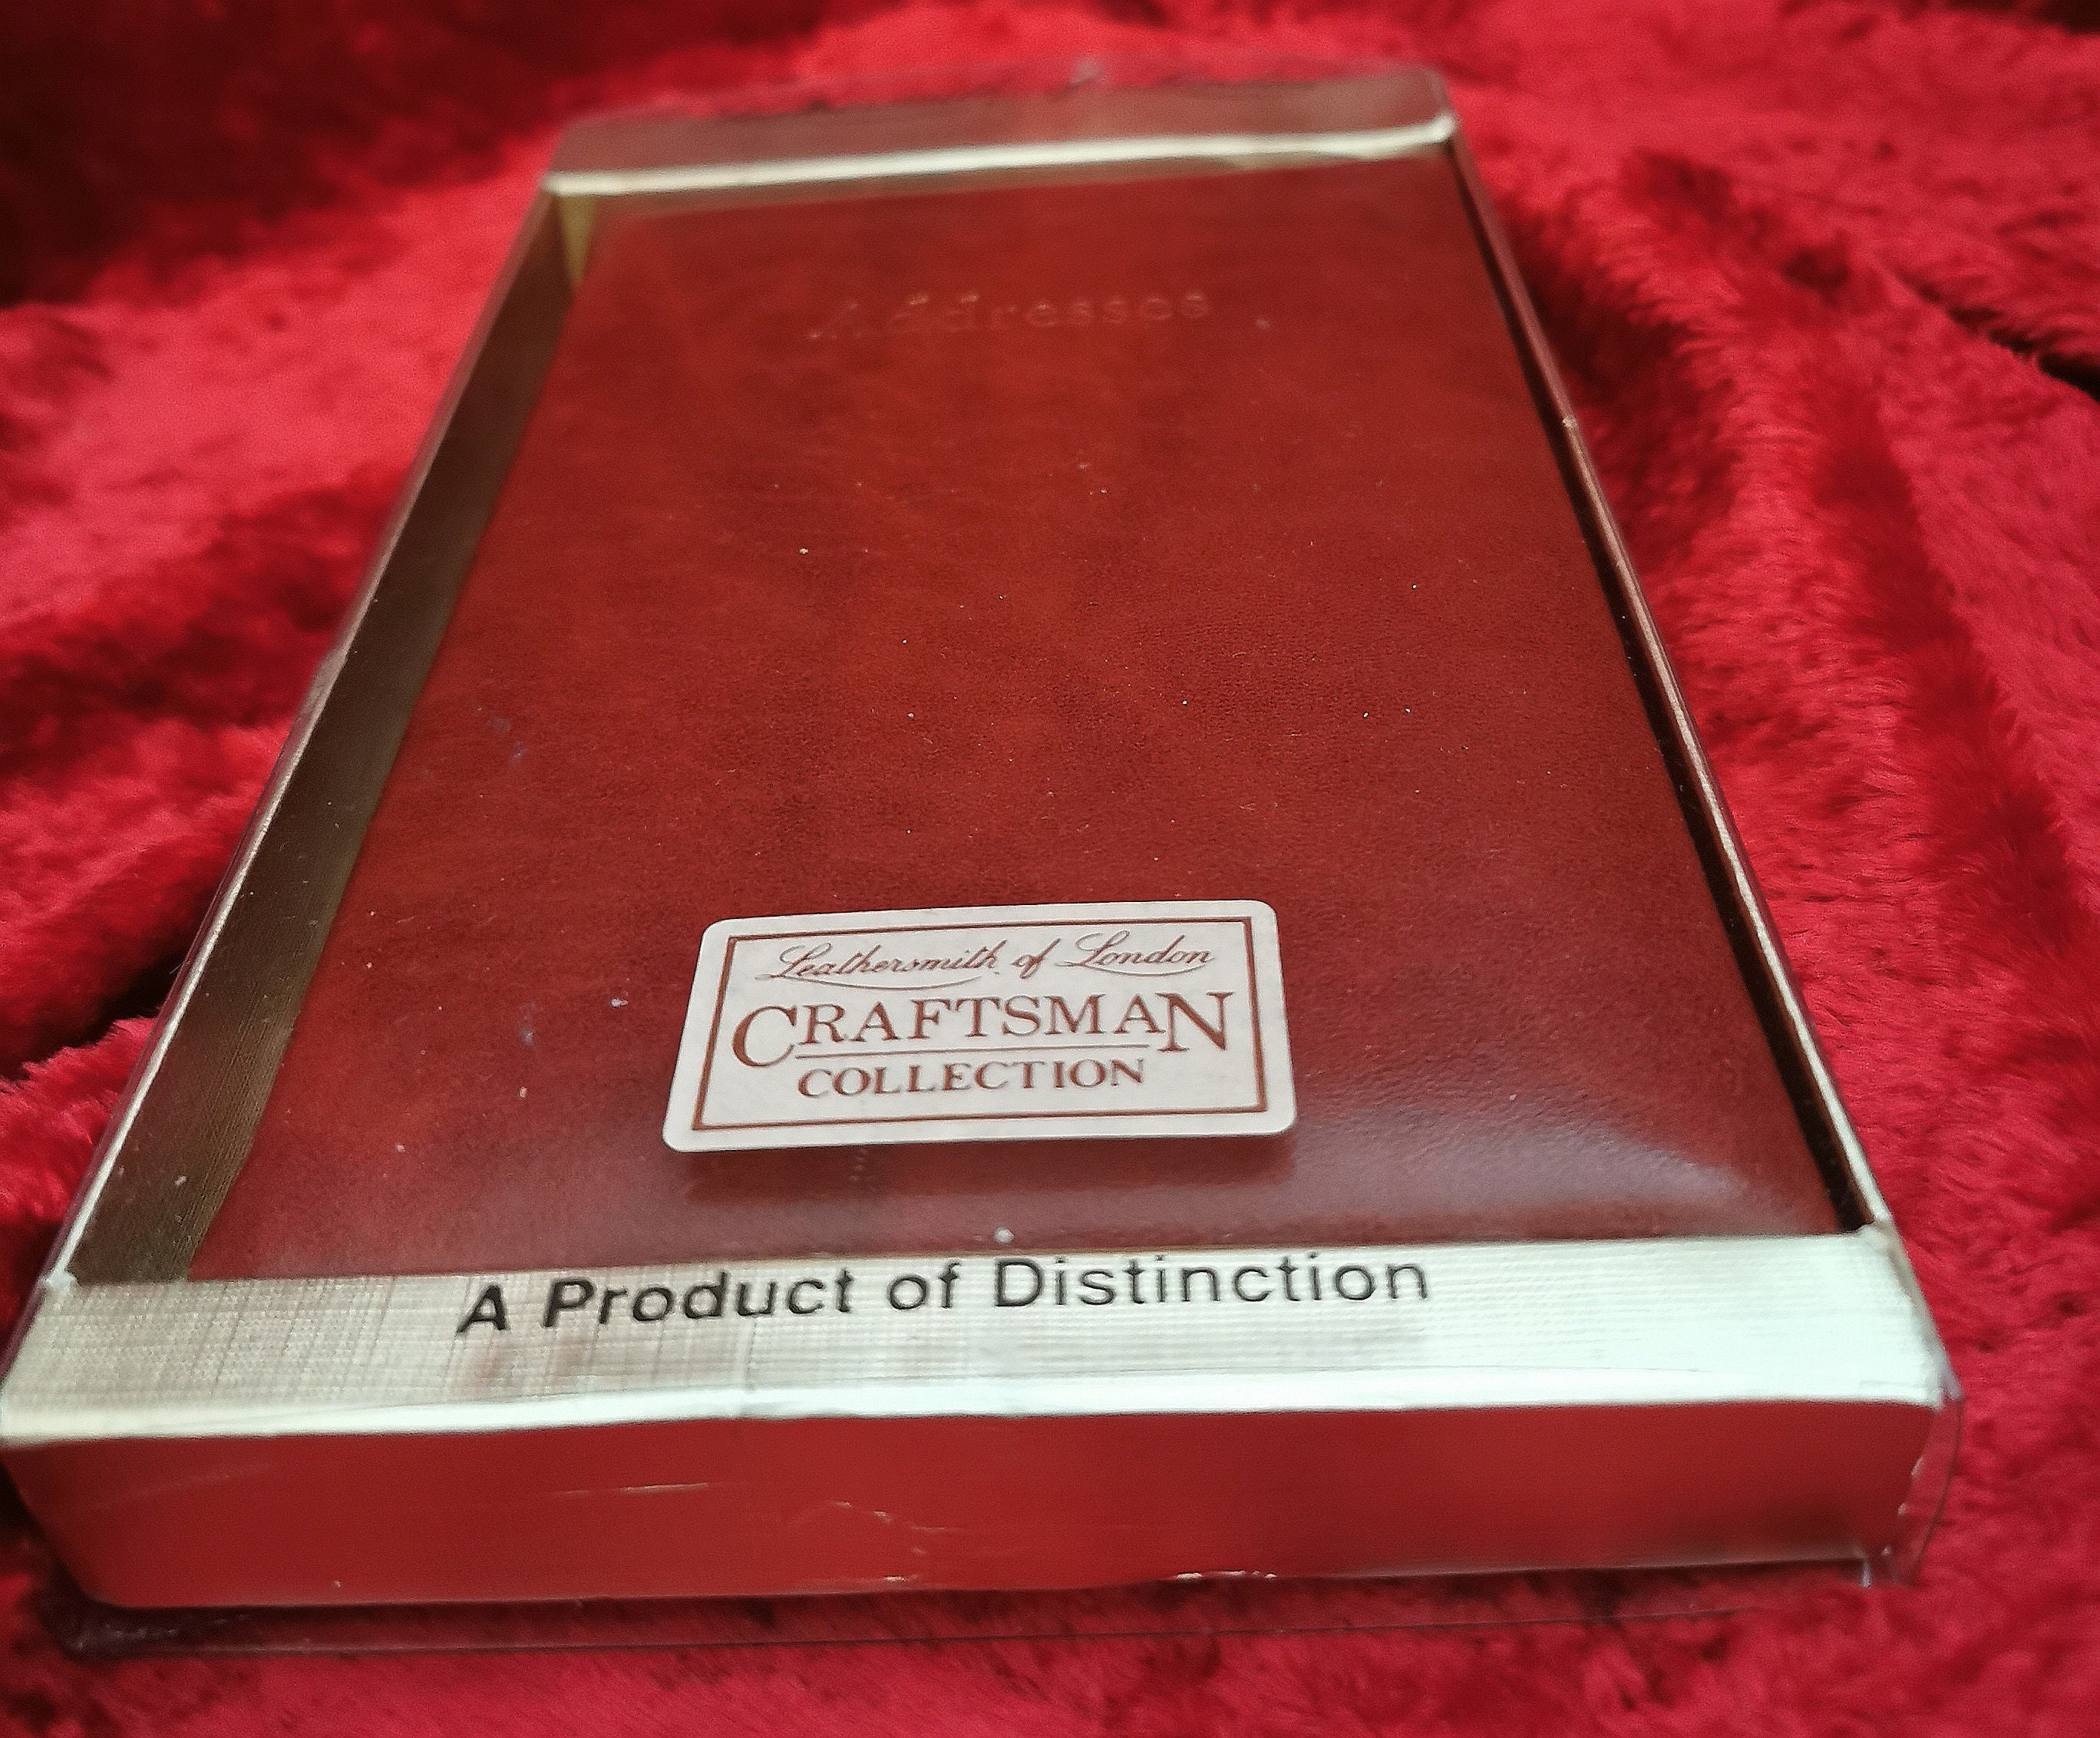 Addresses
Leathersmith of London
CRAFTSMAN
COLLECTION
A Product of Distinction